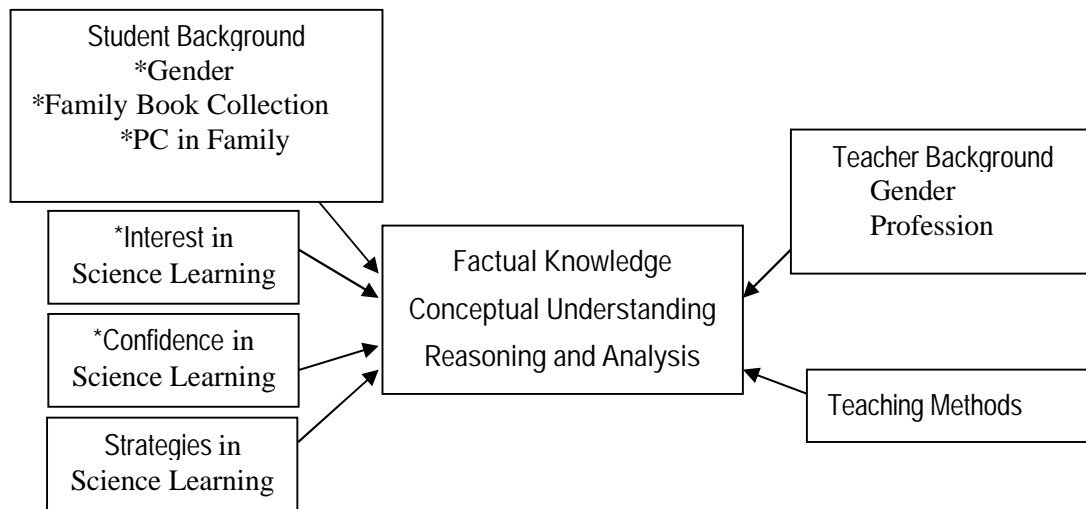 Student Background
*Gender
*Family Book Collection
*PC in Family
*Interest in
Science Learning
*Confidence in
Science Learning
Strategies in
Science Learning
Factual Knowledge
Conceptual Understanding
Reasoning and Analysis
Teacher Background
Gender
Profession
Teaching Methods